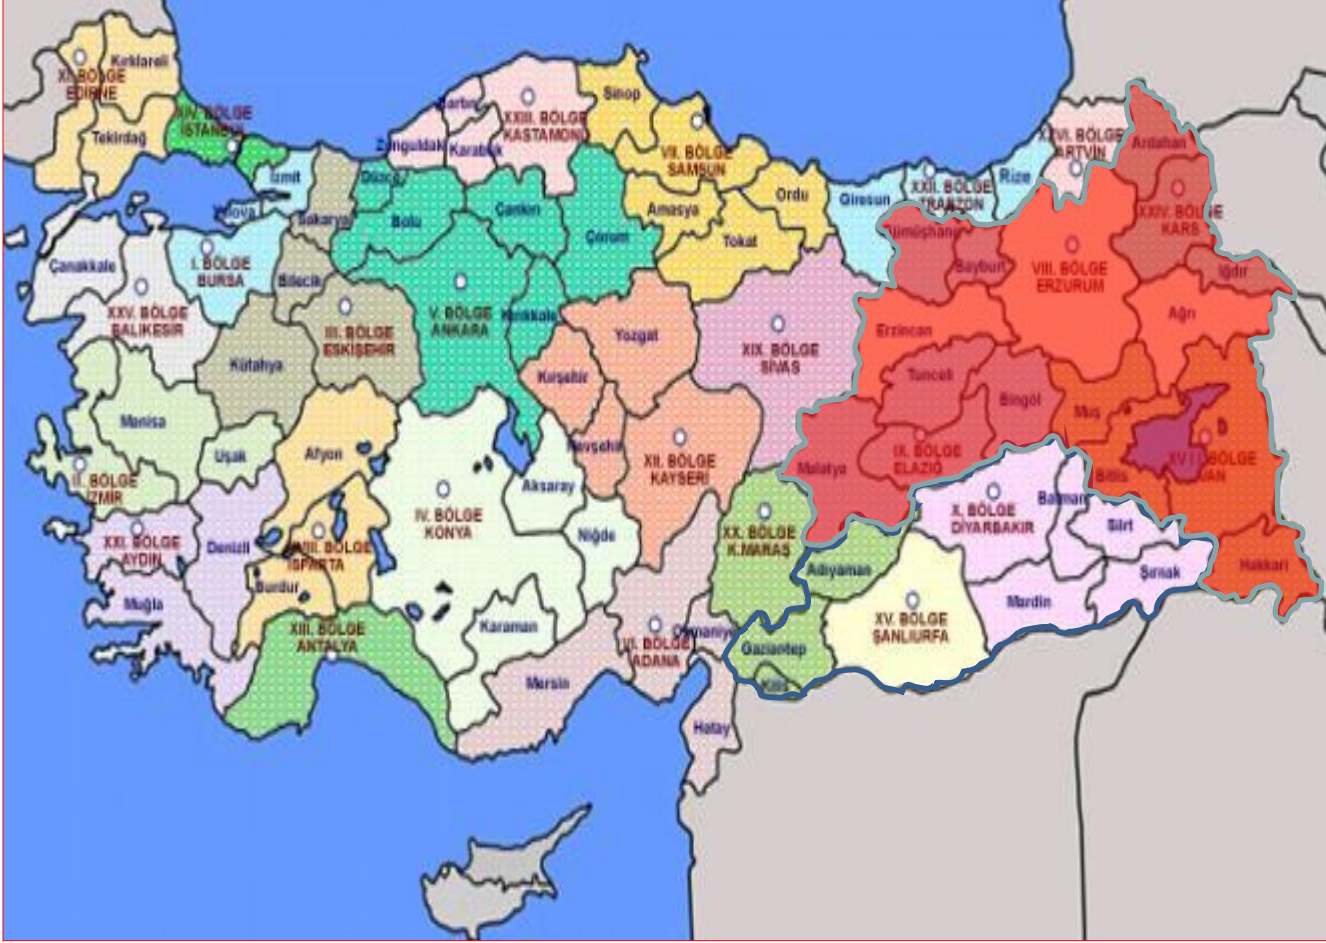 Kırklareli
XI. BÖLGE
EDİRNE
Tekirdağ
XIV. BÖLGE
İSTANBUL
İzmit
Yalova
Sakarya
Düzce
Bolu
Zonguldak
Bartın
Karabük
XXIII. BÖLGE
KASTAMONU
Sinop
VII. BÖLGE
SAMSUN
Çankırı
Çorum
Amasya
Tokat
Ordu
Giresun
XXII. BÖLGE
TRABZON
Rize
XXVI. BÖLGE
ARTVİN
Ardahan
XXIV. BÖLGE
KARS
Iğdır
Gümüşhane
Bayburt
VIII. BÖLGE
ERZURUM
Ağrı
Erzincan
Çanakkale
I. BÖLGE
BURSA
Bilecik
XXV. BÖLGE
BALIKESİR
III. BÖLGE
ESKİŞEHİR
V. BÖLGE
ANKARA
Kırıkkale
Yozgat
XIX. BÖLGE
SİVAS
Kütahya
Kırşehir
Tunceli
Bingöl
Muş
Manisa
Uşak
Afyon
Nevşehir
XII. BÖLGE
KAYSERİ
Malatya
IX. BÖLGE
ELAZIĞ
Bitlis
XVII. BÖLGE
VAN
II. BÖLGE
İZMİR
IV. BÖLGE
KONYA
Aksaray
Niğde
XX. BÖLGE
K.MARAŞ
X. BÖLGE
DİYARBAKIR
Batman
Siirt
XXI. BÖLGE
AYDIN
Denizli
XVIII. BÖLGE
ISPARTA
Burdur
Adıyaman
Mardin
Şırnak
Hakkari
Muğla
XIII. BÖLGE
ANTALYA
Karaman
Mersin
VI. BÖLGE
ADANA
Osmaniye
Gaziantep
Kilis
XV. BÖLGE
ŞANLIURFA
Hatay